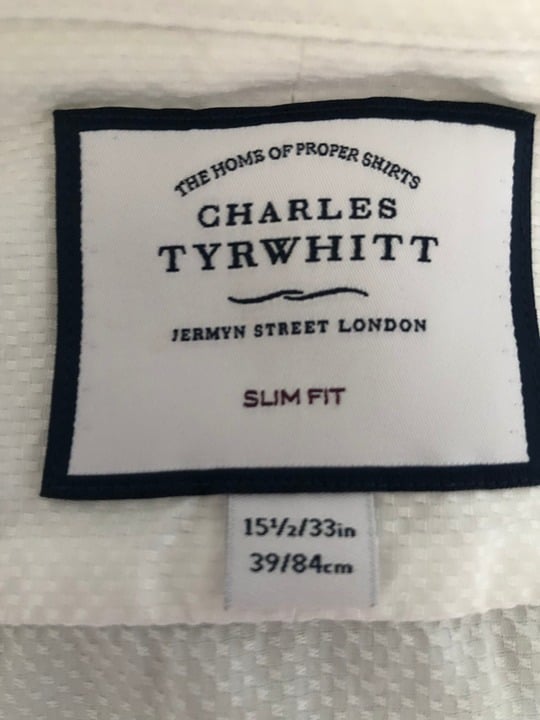 THE HOME OF PROPER SHIRTS
CHARLES
TYRWHITT
JERMYN STREET LONDON
SLIM FIT
15½/33in
39/84cm